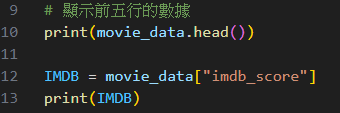 9 # 顯示前五行的數據
10 print(movie_data.head())
11
12 IMDB = movie_data["imdb_score"]
13 print(IMDB)